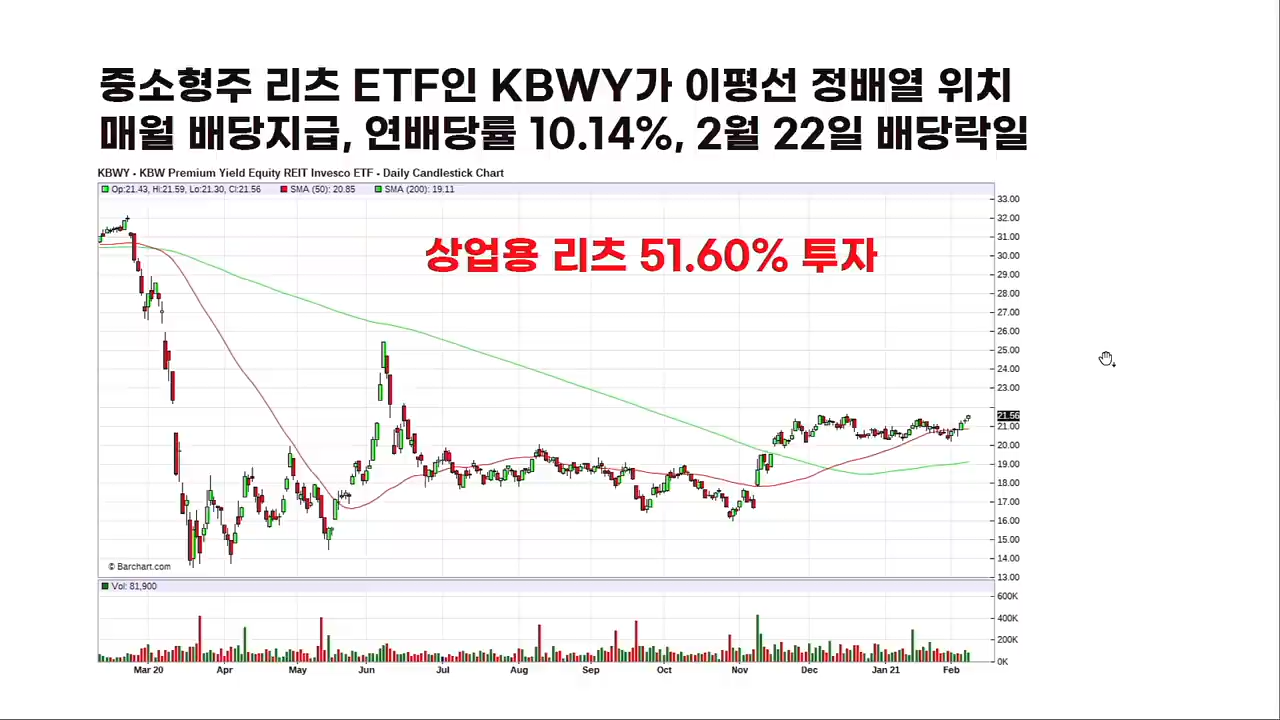 중소형주 리츠 ETF인 KBWY가 이평선 정배열 위치
매월 배당지급, 연배당률 10.14%, 2월 22일 배당락일
KBWY - KBW Premium Yield Equity REIT Invesco ETF - Daily Candlestick Chart
Op:21.43, Hi:21.59, Lo:21.30, Cl:21.56 SMA (50): 20.85 SMA (200): 19.11
상업용 리츠 51.60% 투자
33.00
32.00
31.00
30.00
29.00
28.00
27.00
26.00
25.00
24.00
23.00
21.56
21.00
20.00
19.00
18.00
17.00
16.00
15.00
14.00
13.00
© Barchart.com
Vol: 81,900
600K
400K
200K
0K
Mar 20 Apr May Jun Jul Aug Sep Oct Nov Dec Jan 21 Feb